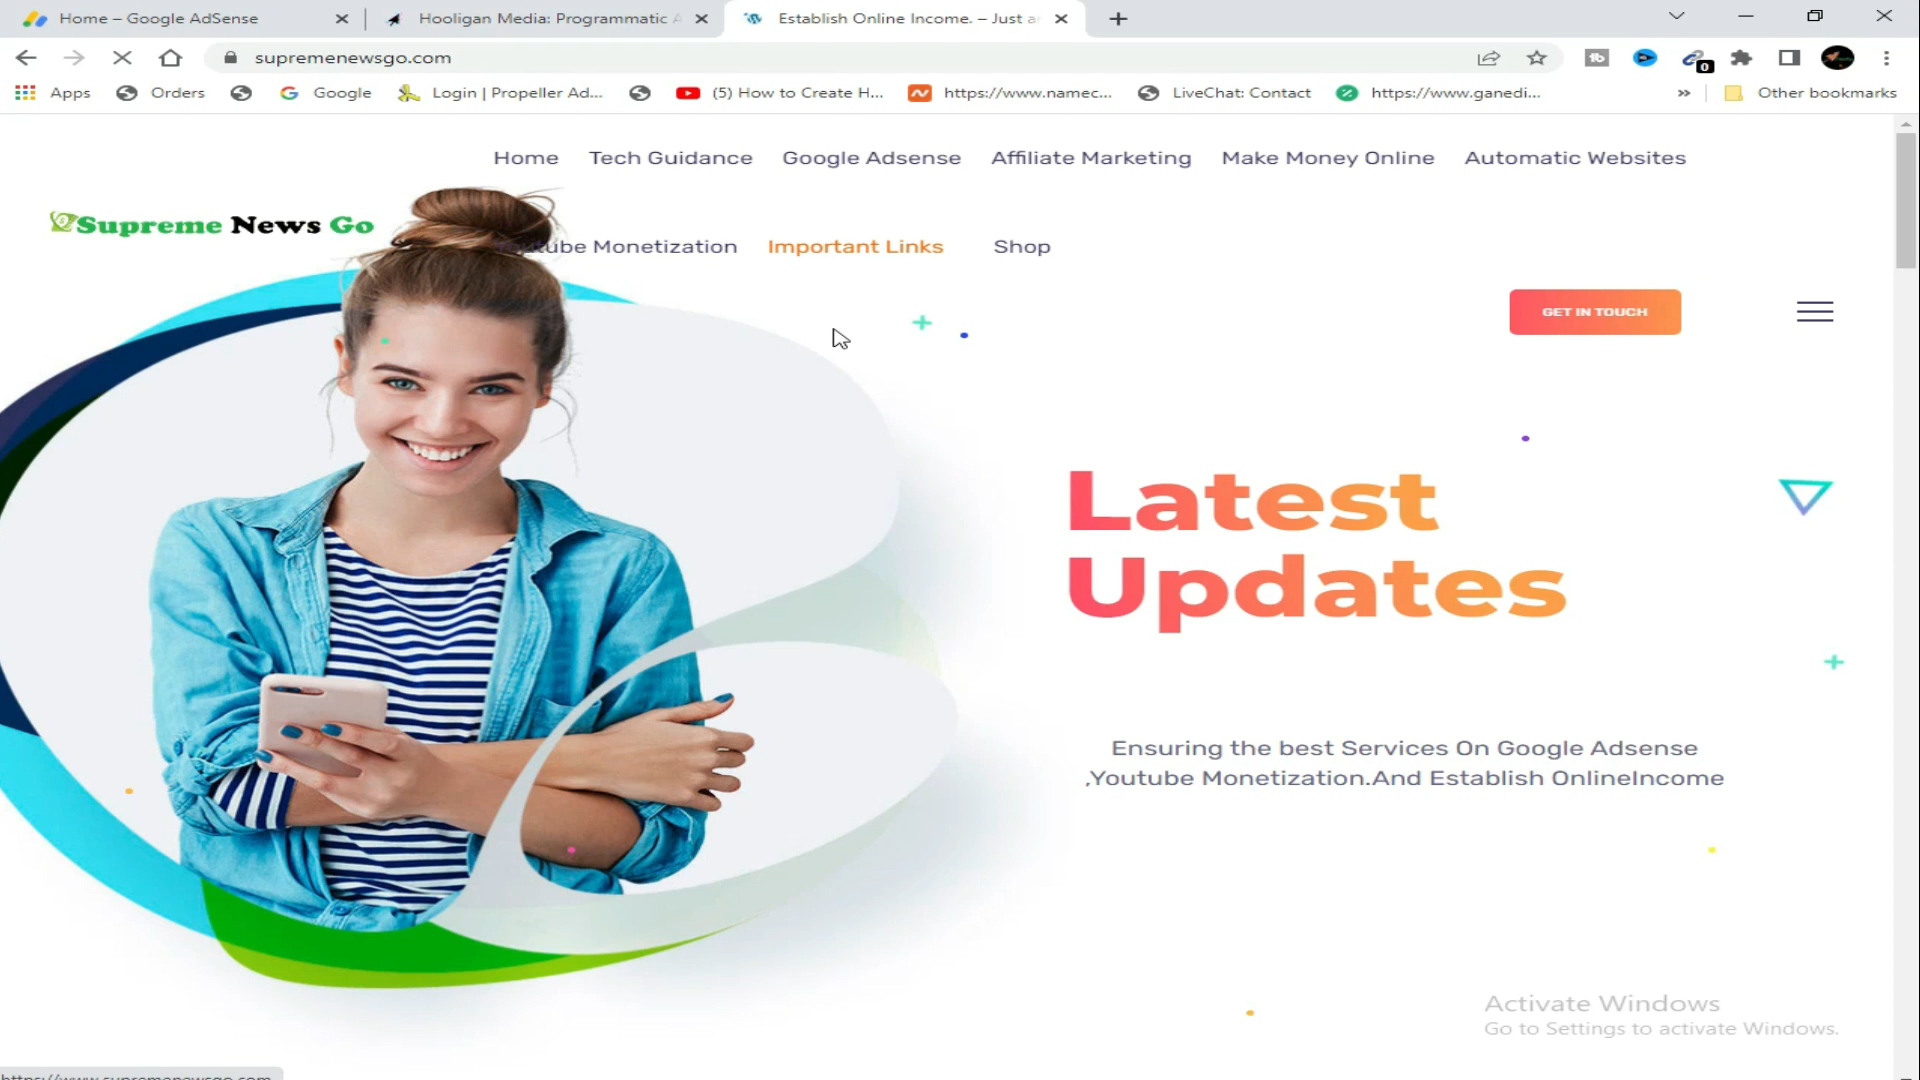 Home – Google AdSense
Hooligan Media: Programmatic A
Establish Online Income. – Just a
supremenewsgo.com
0
Apps
Orders
Google
Login | Propeller Ad...
(5) How to Create H...
https://www.namec...
LiveChat: Contact
https://www.ganedi...
»
Other bookmarks
Home Tech Guidance Google Adsense Affiliate Marketing Make Money Online Automatic Websites
Supreme News Go
Youtube Monetization Important Links Shop
GET IN TOUCH
Latest
Updates
Ensuring the best Services On Google Adsense
,Youtube Monetization.And Establish OnlineIncome
Activate Windows
Go to Settings to activate Windows.
https://www.supremenewsgo.com